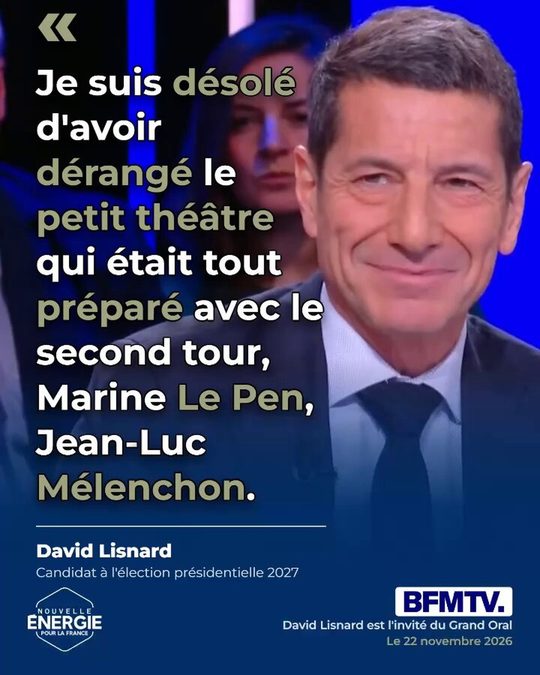 «
Je suis désolé
d'avoir
dérangé le
petit théâtre
qui était tout
préparé avec le
second tour,
Marine Le Pen,
Jean-Luc
Mélenchon.
David Lisnard
Candidat à l'élection présidentielle 2027
NOUVELLE
ENERGIE
POUR LA FRANCE
BFMTV.
David Lisnard est l'invité du Grand Oral
Le 22 novembre 2026